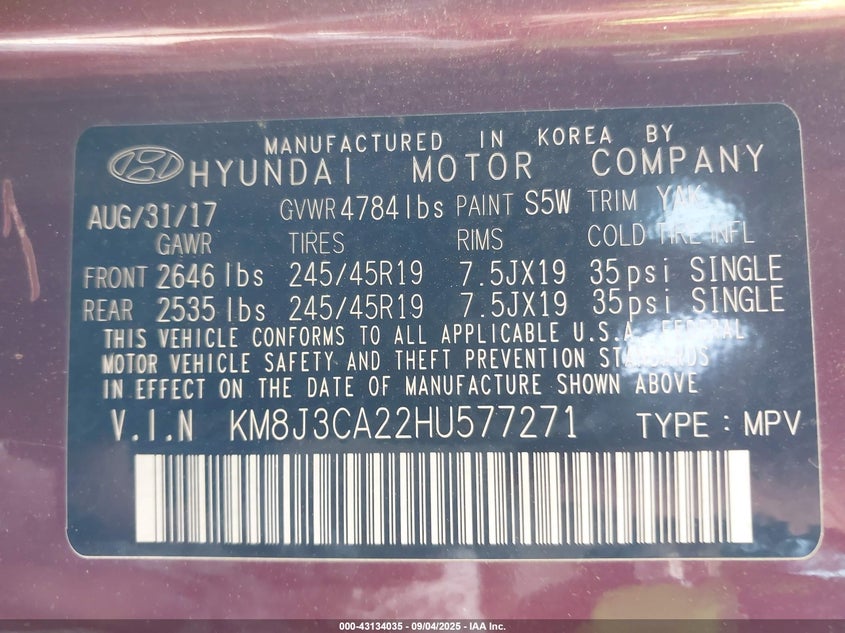 MANUFACTURED IN KOREA BY
HYUNDAI MOTOR COMPANY
AUG/31/17 GVWR 4784 lbs PAINT S5W TRIM YAK
GAWR TIRES RIMS COLD TIRE INFL
FRONT 2646 lbs 245/45R19 7.5JX19 35psi SINGLE
REAR 2535 lbs 245/45R19 7.5JX19 35psi SINGLE
THIS VEHICLE CONFORMS TO ALL APPLICABLE U.S.A. FEDERAL
MOTOR VEHICLE SAFETY AND THEFT PREVENTION STANDARDS
IN EFFECT ON THE DATE OF MANUFACTURE SHOWN ABOVE
V.I.N KM8J3CA22HU577271 TYPE : MPV
000-43134035 - 09/04/2025 - IAA Inc.